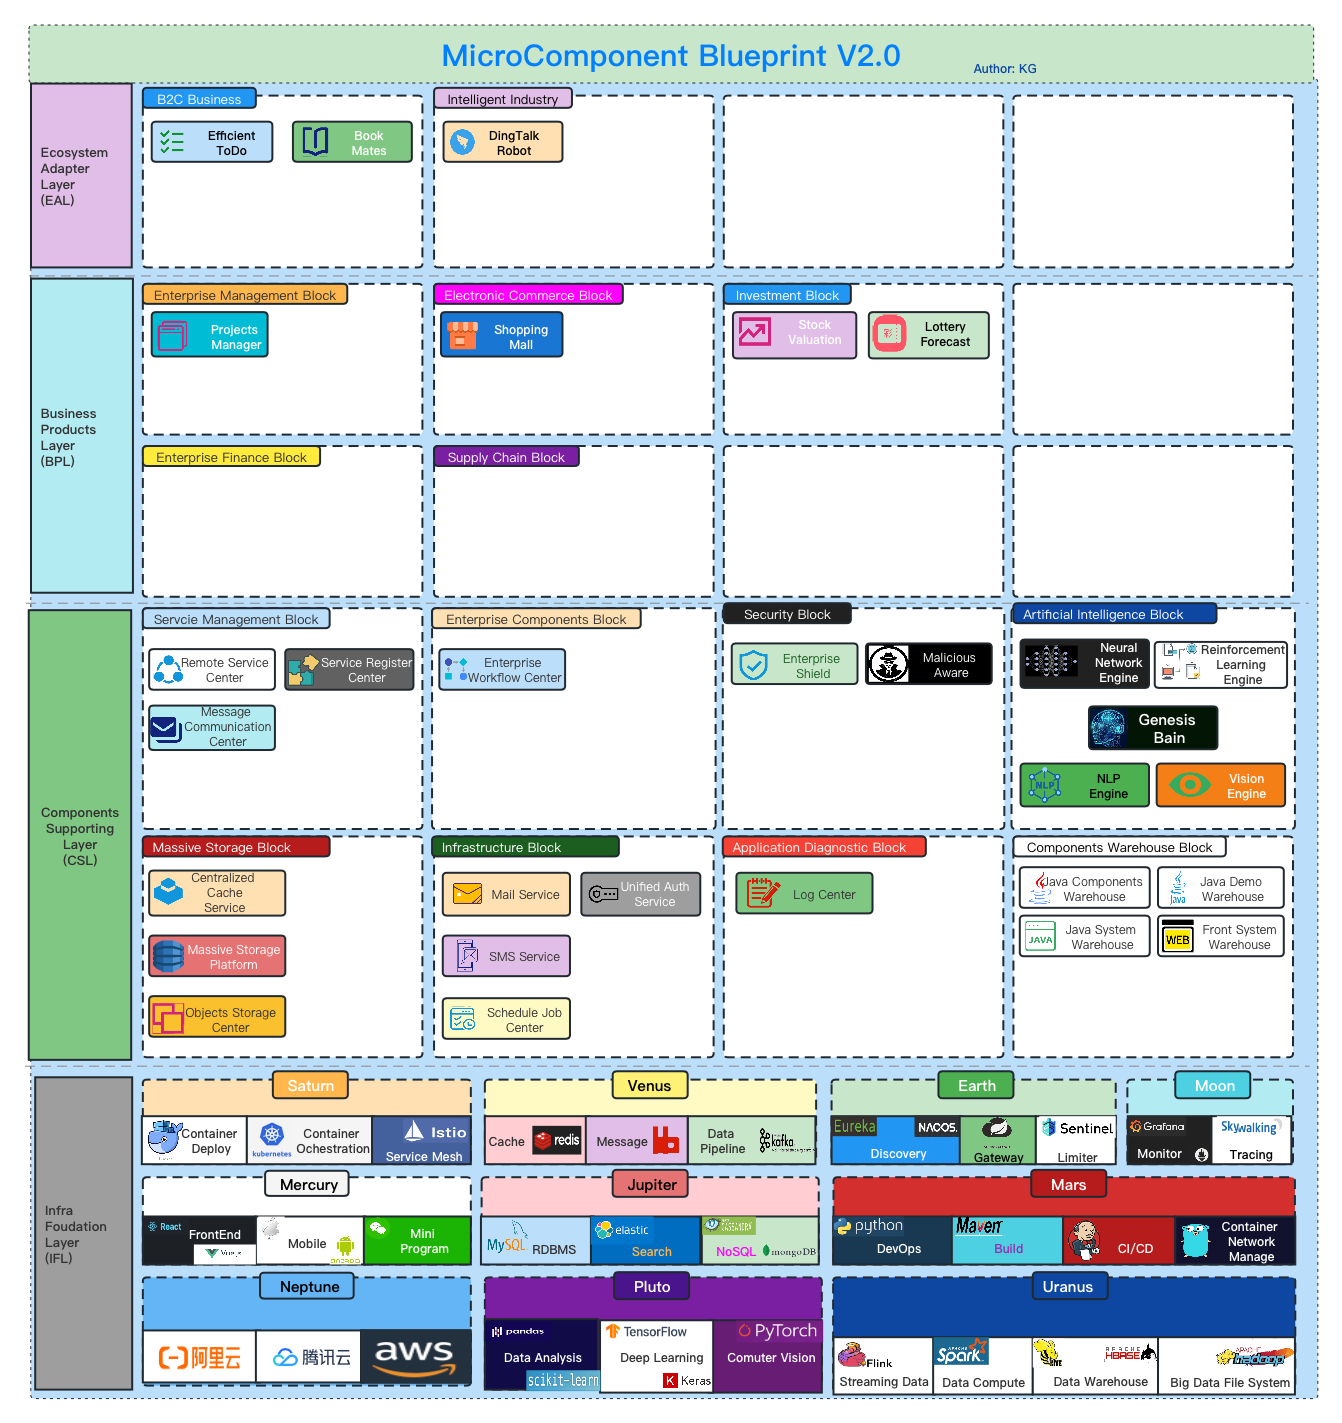 MicroComponent Blueprint V2.0
Author: KG
Ecosystem
Adapter
Layer
(EAL)
B2C Business
Efficient
ToDo
Book
Mates
Intelligent Industry
DingTalk
Robot
Business
Products
Layer
(BPL)
Enterprise Management Block
Projects
Manager
Electronic Commerce Block
Shopping
Mall
Investment Block
Stock
Valuation
Lottery
Forecast
Enterprise Finance Block
Supply Chain Block
Components
Supporting
Layer
(CSL)
Servcie Management Block
Remote Service
Center
Service Register
Center
Message
Communication
Center
Enterprise Components Block
Enterprise
Workflow Center
Security Block
Enterprise
Shield
Malicious
Aware
Artificial Intelligence Block
Neural
Network
Engine
Reinforcement
Learning
Engine
Genesis
Bain
NLP
NLP
Engine
Vision
Engine
Massive Storage Block
Centralized
Cache
Service
Massive Storage
Platform
Objects Storage
Center
Infrastructure Block
Mail Service
Unified Auth
Service
SMS Service
Schedule Job
Center
Application Diagnostic Block
Log Center
Components Warehouse Block
Java Components
Warehouse
Java
Java Demo
Warehouse
JAVA
Java System
Warehouse
WEB
Front System
Warehouse
Infra
Foudation
Layer
(IFL)
Saturn
Container
Deploy
kubernetes
Container
Ochestration
Istio
Service Mesh
Venus
Cache
redis
Message
Data
Pipeline
kafka
Earth
Eureka
NACOS.
Discovery
Gateway
Sentinel
Limiter
Moon
Grafana
Monitor
Skywalking
Tracing
Mercury
React
FrontEnd
Vue.js
Mobile
ANDROID
Mini
Program
Jupiter
MySQL
RDBMS
elastic
Search
cassandra
NoSQL
mongoDB
Mars
python
DevOps
Maven
Build
CI/CD
Container
Network
Manage
Neptune
阿里云
腾讯云
aws
Pluto
pandas
Data Analysis
scikit-learn
TensorFlow
Deep Learning
Keras
PyTorch
Comuter Vision
Uranus
Flink
Streaming Data
APACHE
Spark
Data Compute
HIVE
APACHE
HBASE
Data Warehouse
hadoop
Big Data File System